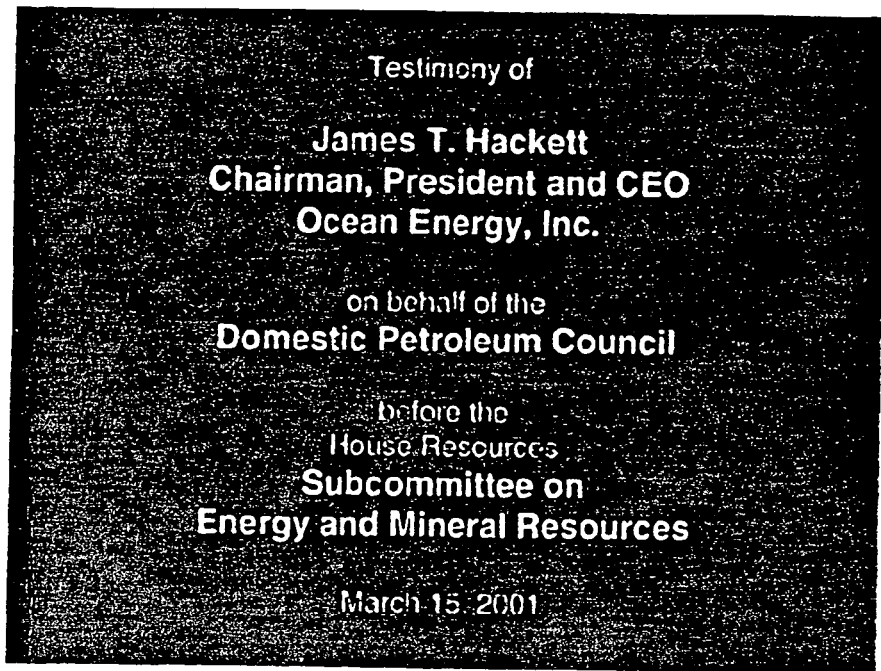 Testimony of
James T. Hackett
Chairman, President and CEO
Ocean Energy, Inc.
on behalf of the
Domestic Petroleum Council
before the
House Resources
Subcommittee on
Energy and Mineral Resources
March 15, 2001